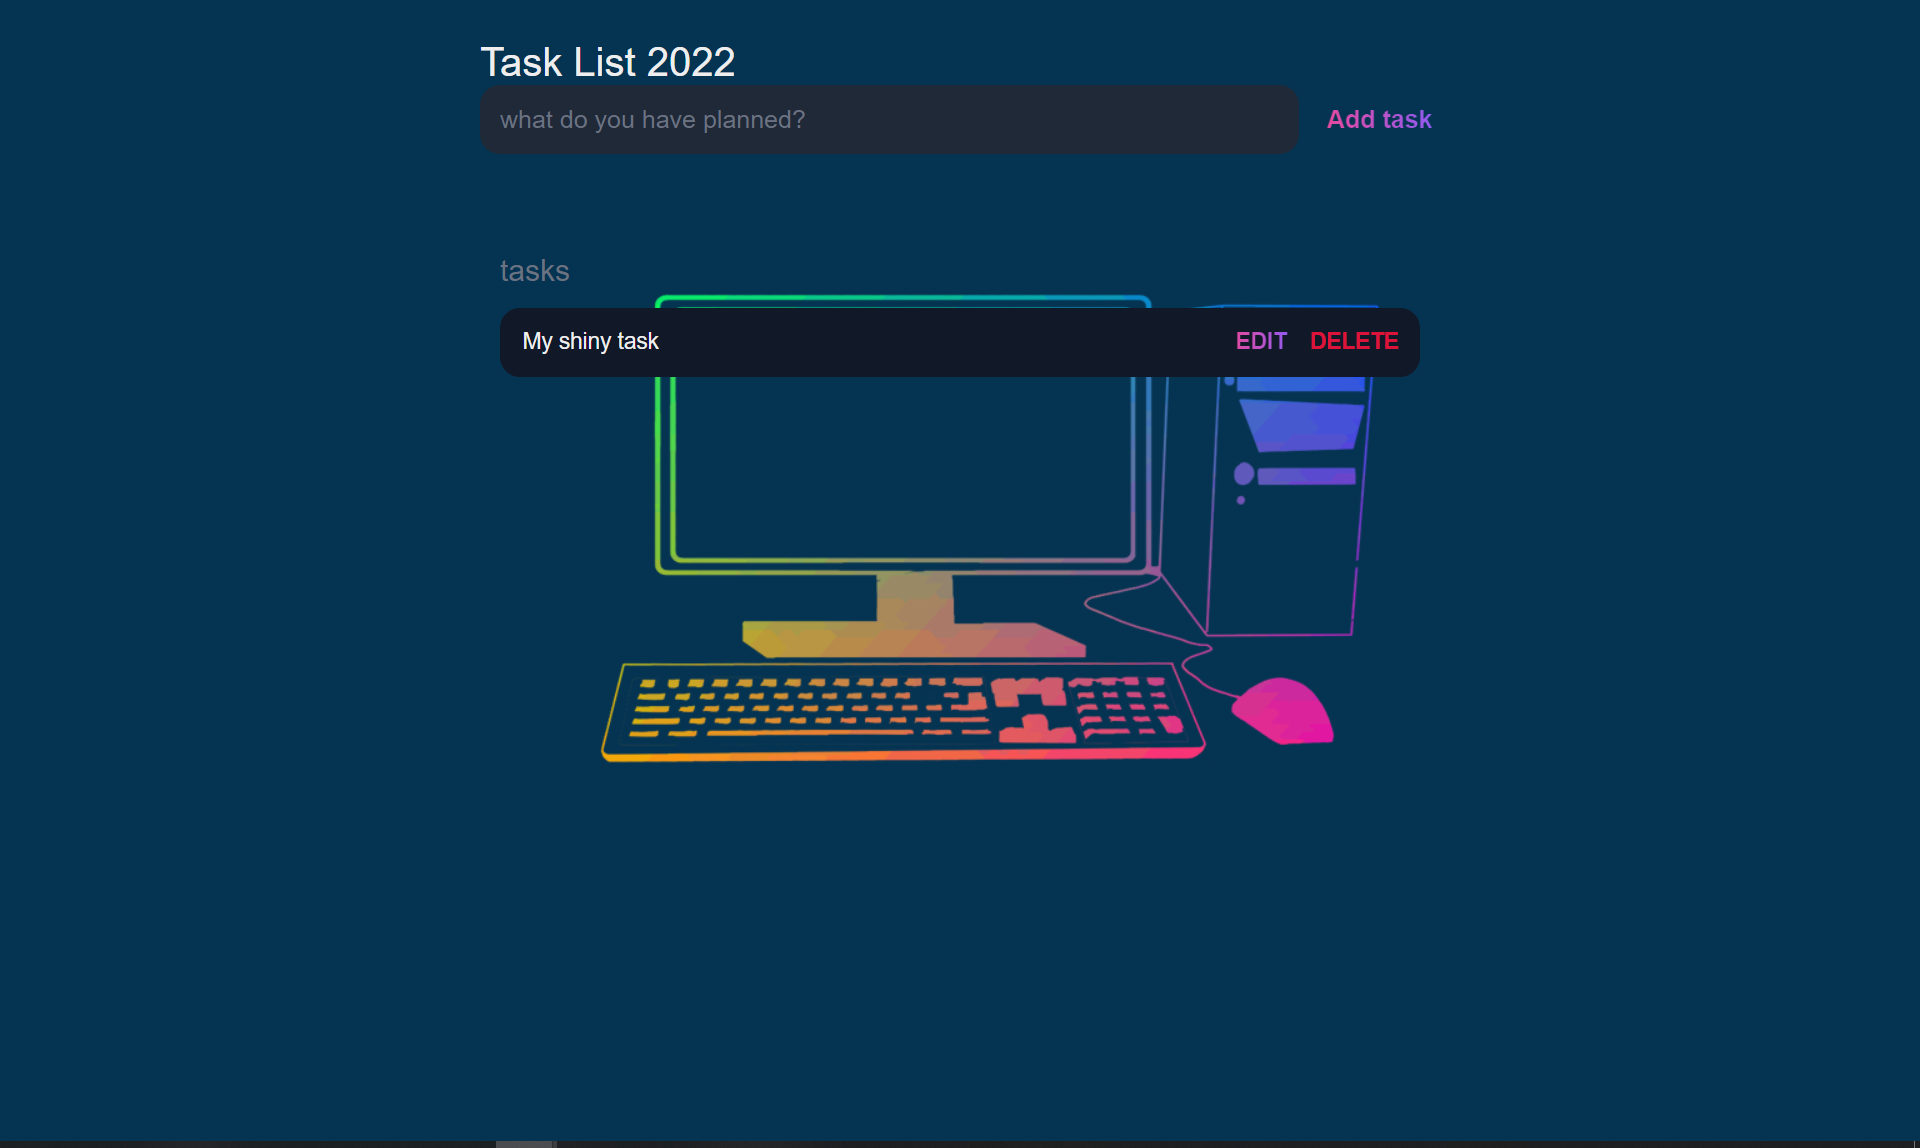 Task List 2022
what do you have planned?
Add task
tasks
My shiny task
EDIT
DELETE